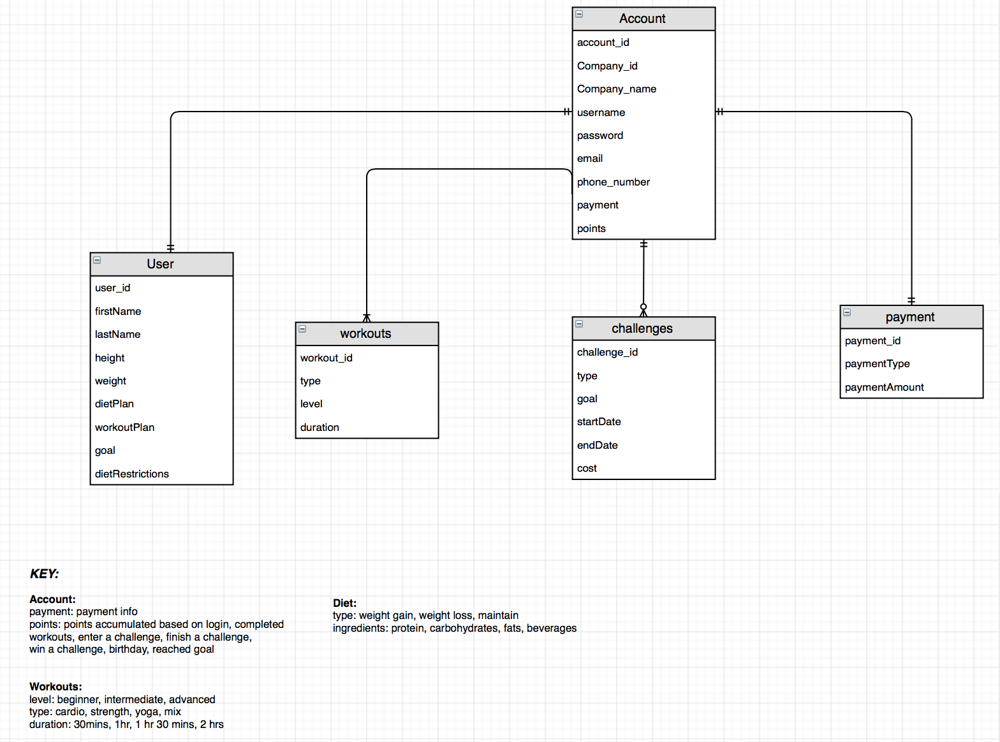 Account
account_id
Company_id
Company_name
username
password
email
phone_number
payment
points
User
user_id
firstName
lastName
height
weight
dietPlan
workoutPlan
goal
dietRestrictions
workouts
workout_id
type
level
duration
challenges
challenge_id
type
goal
startDate
endDate
cost
payment
payment_id
paymentType
paymentAmount
KEY:
Account:
payment: payment info
points: points accumulated based on login, completed
workouts, enter a challenge, finish a challenge,
win a challenge, birthday, reached goal
Diet:
type: weight gain, weight loss, maintain
ingredients: protein, carbohydrates, fats, beverages
Workouts:
level: beginner, intermediate, advanced
type: cardio, strength, yoga, mix
duration: 30mins, 1hr, 1 hr 30 mins, 2 hrs